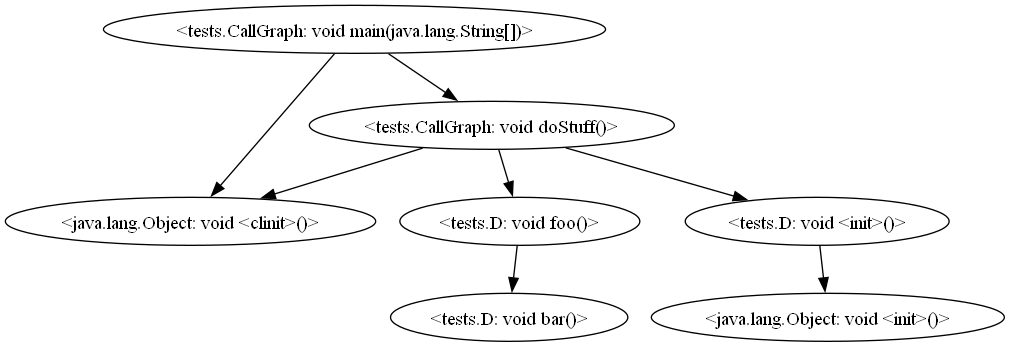 <tests.CallGraph: void main(java.lang.String[])>
<tests.CallGraph: void doStuff()>
<java.lang.Object: void <clinit>()>
<tests.D: void foo()>
<tests.D: void <init>()>
<tests.D: void bar()>
<java.lang.Object: void <init>()>